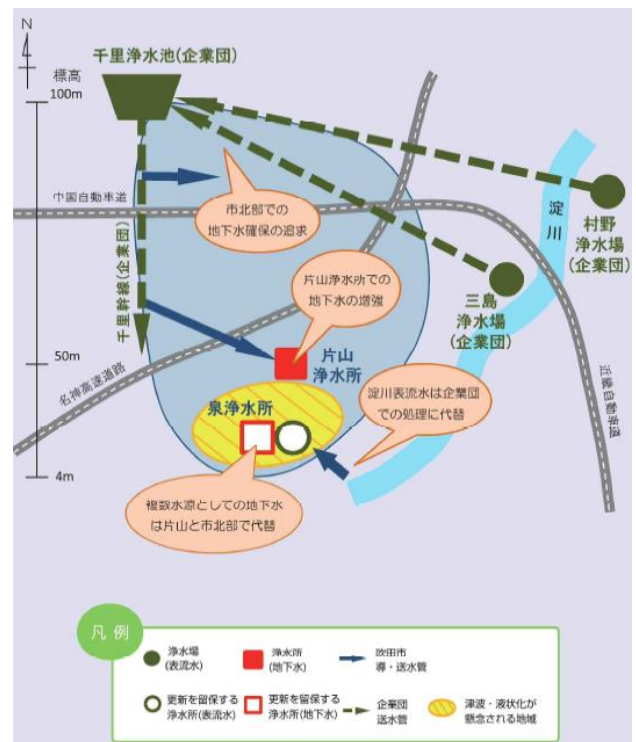 N
千里浄水池(企業団)
標高
100m
中国自動車道
市北部での
地下水確保の追求
淀川
村野
浄水場
(企業団)
千里幹線(企業団)
片山浄水所での
地下水の増強
三島
浄水場
(企業団)
50m
片山
浄水所
名神高速道路
近畿自動車道
泉浄水所
淀川表流水は企業団
での処理に代替
4m
複数水源としての地下水
は片山と市北部で代替
凡例
浄水場
(表流水)
浄水所
(地下水)
吹田市
導・送水管
更新を留保する
浄水所(表流水)
更新を留保する
浄水所(地下水)
企業団
送水管
津波・液状化が
懸念される地域